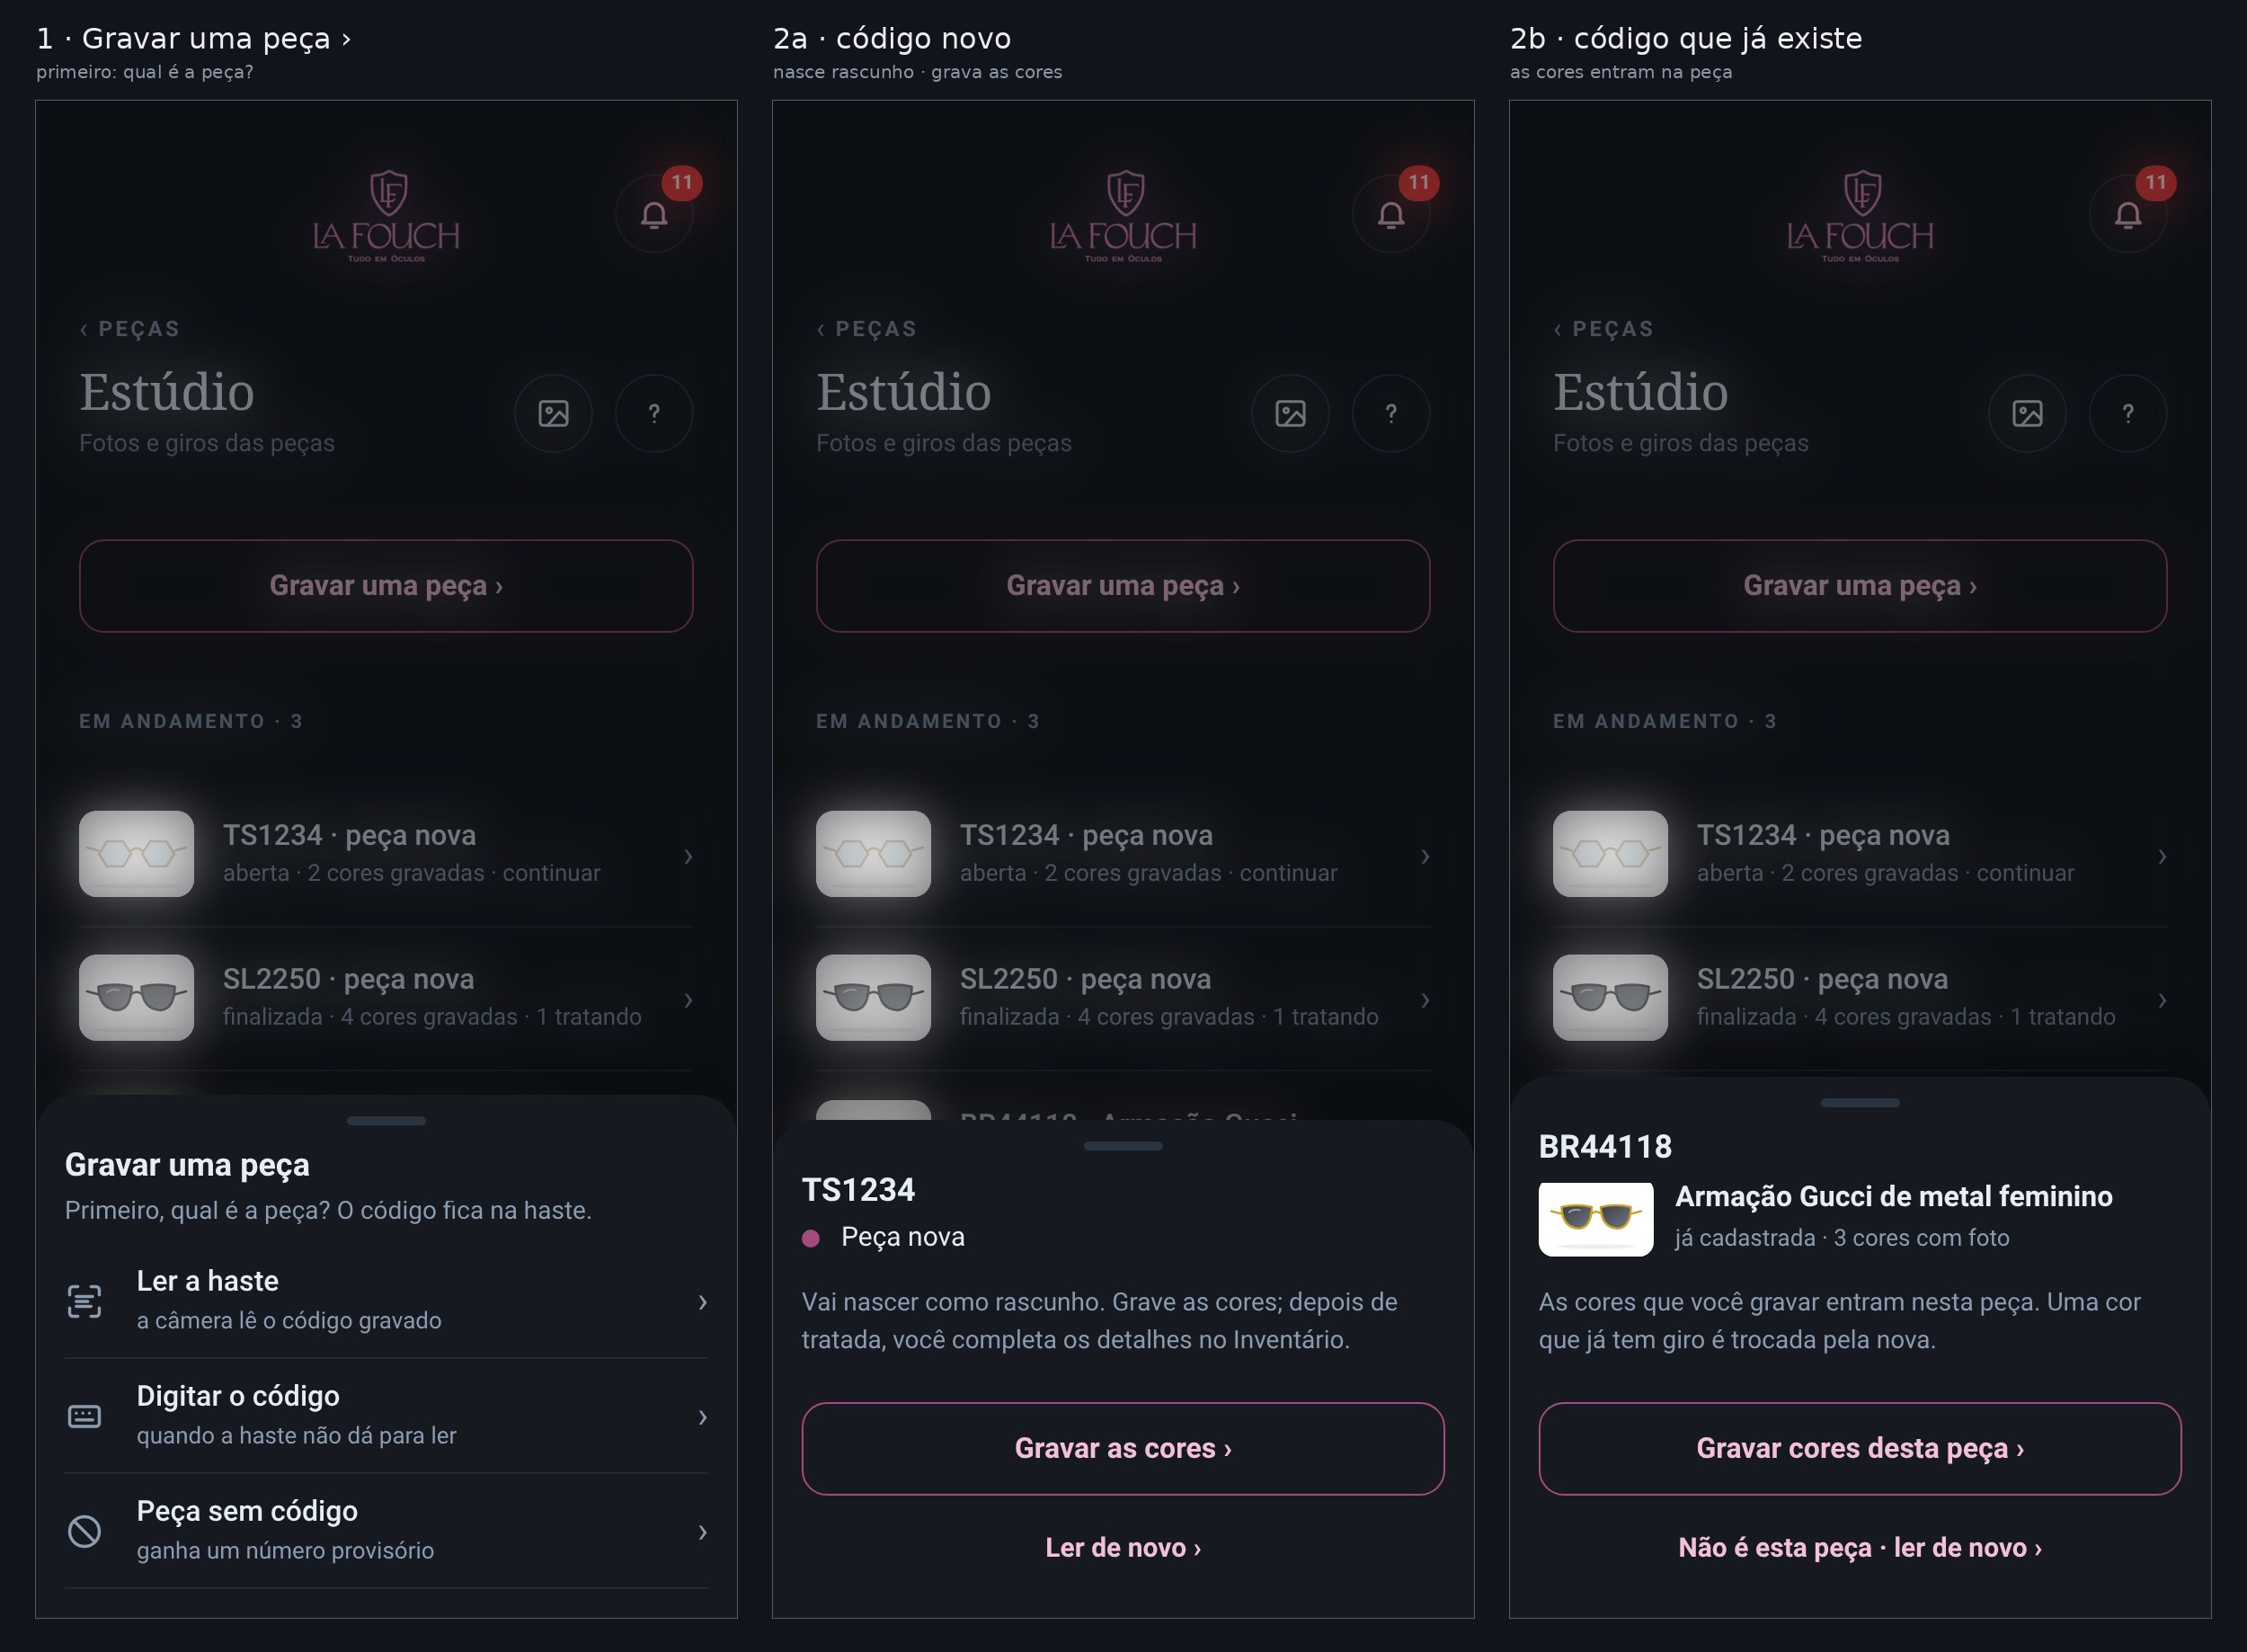 1 · Gravar uma peça ›
primeiro: qual é a peça?
LF
LA FOUCH
TUDO EM ÓCULOS
11
‹ PEÇAS
Estúdio
?
Fotos e giros das peças
Gravar uma peça ›
EM ANDAMENTO · 3
TS1234 · peça nova
aberta · 2 cores gravadas · continuar
›
SL2250 · peça nova
finalizada · 4 cores gravadas · 1 tratando
›
Gravar uma peça
Primeiro, qual é a peça? O código fica na haste.
Ler a haste
a câmera lê o código gravado
›
Digitar o código
quando a haste não dá para ler
›
Peça sem código
ganha um número provisório
›
2a · código novo
nasce rascunho · grava as cores
LF
LA FOUCH
TUDO EM ÓCULOS
11
‹ PEÇAS
Estúdio
?
Fotos e giros das peças
Gravar uma peça ›
EM ANDAMENTO · 3
TS1234 · peça nova
aberta · 2 cores gravadas · continuar
›
SL2250 · peça nova
finalizada · 4 cores gravadas · 1 tratando
›
BR44118 · Armação Gucci
TS1234
Peça nova
Vai nascer como rascunho. Grave as cores; depois de
tratada, você completa os detalhes no Inventário.
Gravar as cores ›
Ler de novo ›
2b · código que já existe
as cores entram na peça
LF
LA FOUCH
TUDO EM ÓCULOS
11
‹ PEÇAS
Estúdio
?
Fotos e giros das peças
Gravar uma peça ›
EM ANDAMENTO · 3
TS1234 · peça nova
aberta · 2 cores gravadas · continuar
›
SL2250 · peça nova
finalizada · 4 cores gravadas · 1 tratando
›
BR44118
Armação Gucci de metal feminino
já cadastrada · 3 cores com foto
As cores que você gravar entram nesta peça. Uma cor
que já tem giro é trocada pela nova.
Gravar cores desta peça ›
Não é esta peça · ler de novo ›